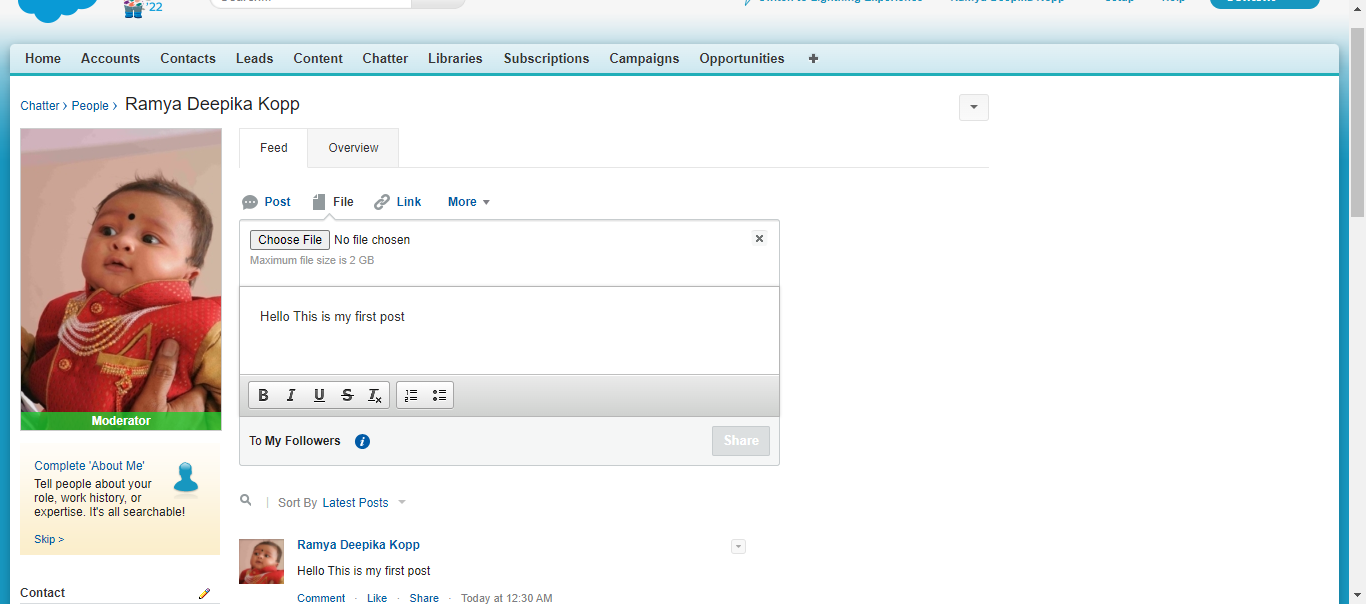 '22
Search...
Switch to Lightning Experience
Ramya Deepika Kopp
Setup
Help
Content
Home Accounts Contacts Leads Content Chatter Libraries Subscriptions Campaigns Opportunities +
Chatter › People › Ramya Deepika Kopp
Feed Overview
Post File Link More
Choose File No file chosen
Maximum file size is 2 GB
Hello This is my first post
B I U S Tx
To My Followers i Share
Moderator
Complete 'About Me'
Tell people about your
role, work history, or
expertise. It's all searchable!
Skip >
Contact
| Sort By Latest Posts
Ramya Deepika Kopp
Hello This is my first post
Comment · Like · Share · Today at 12:30 AM